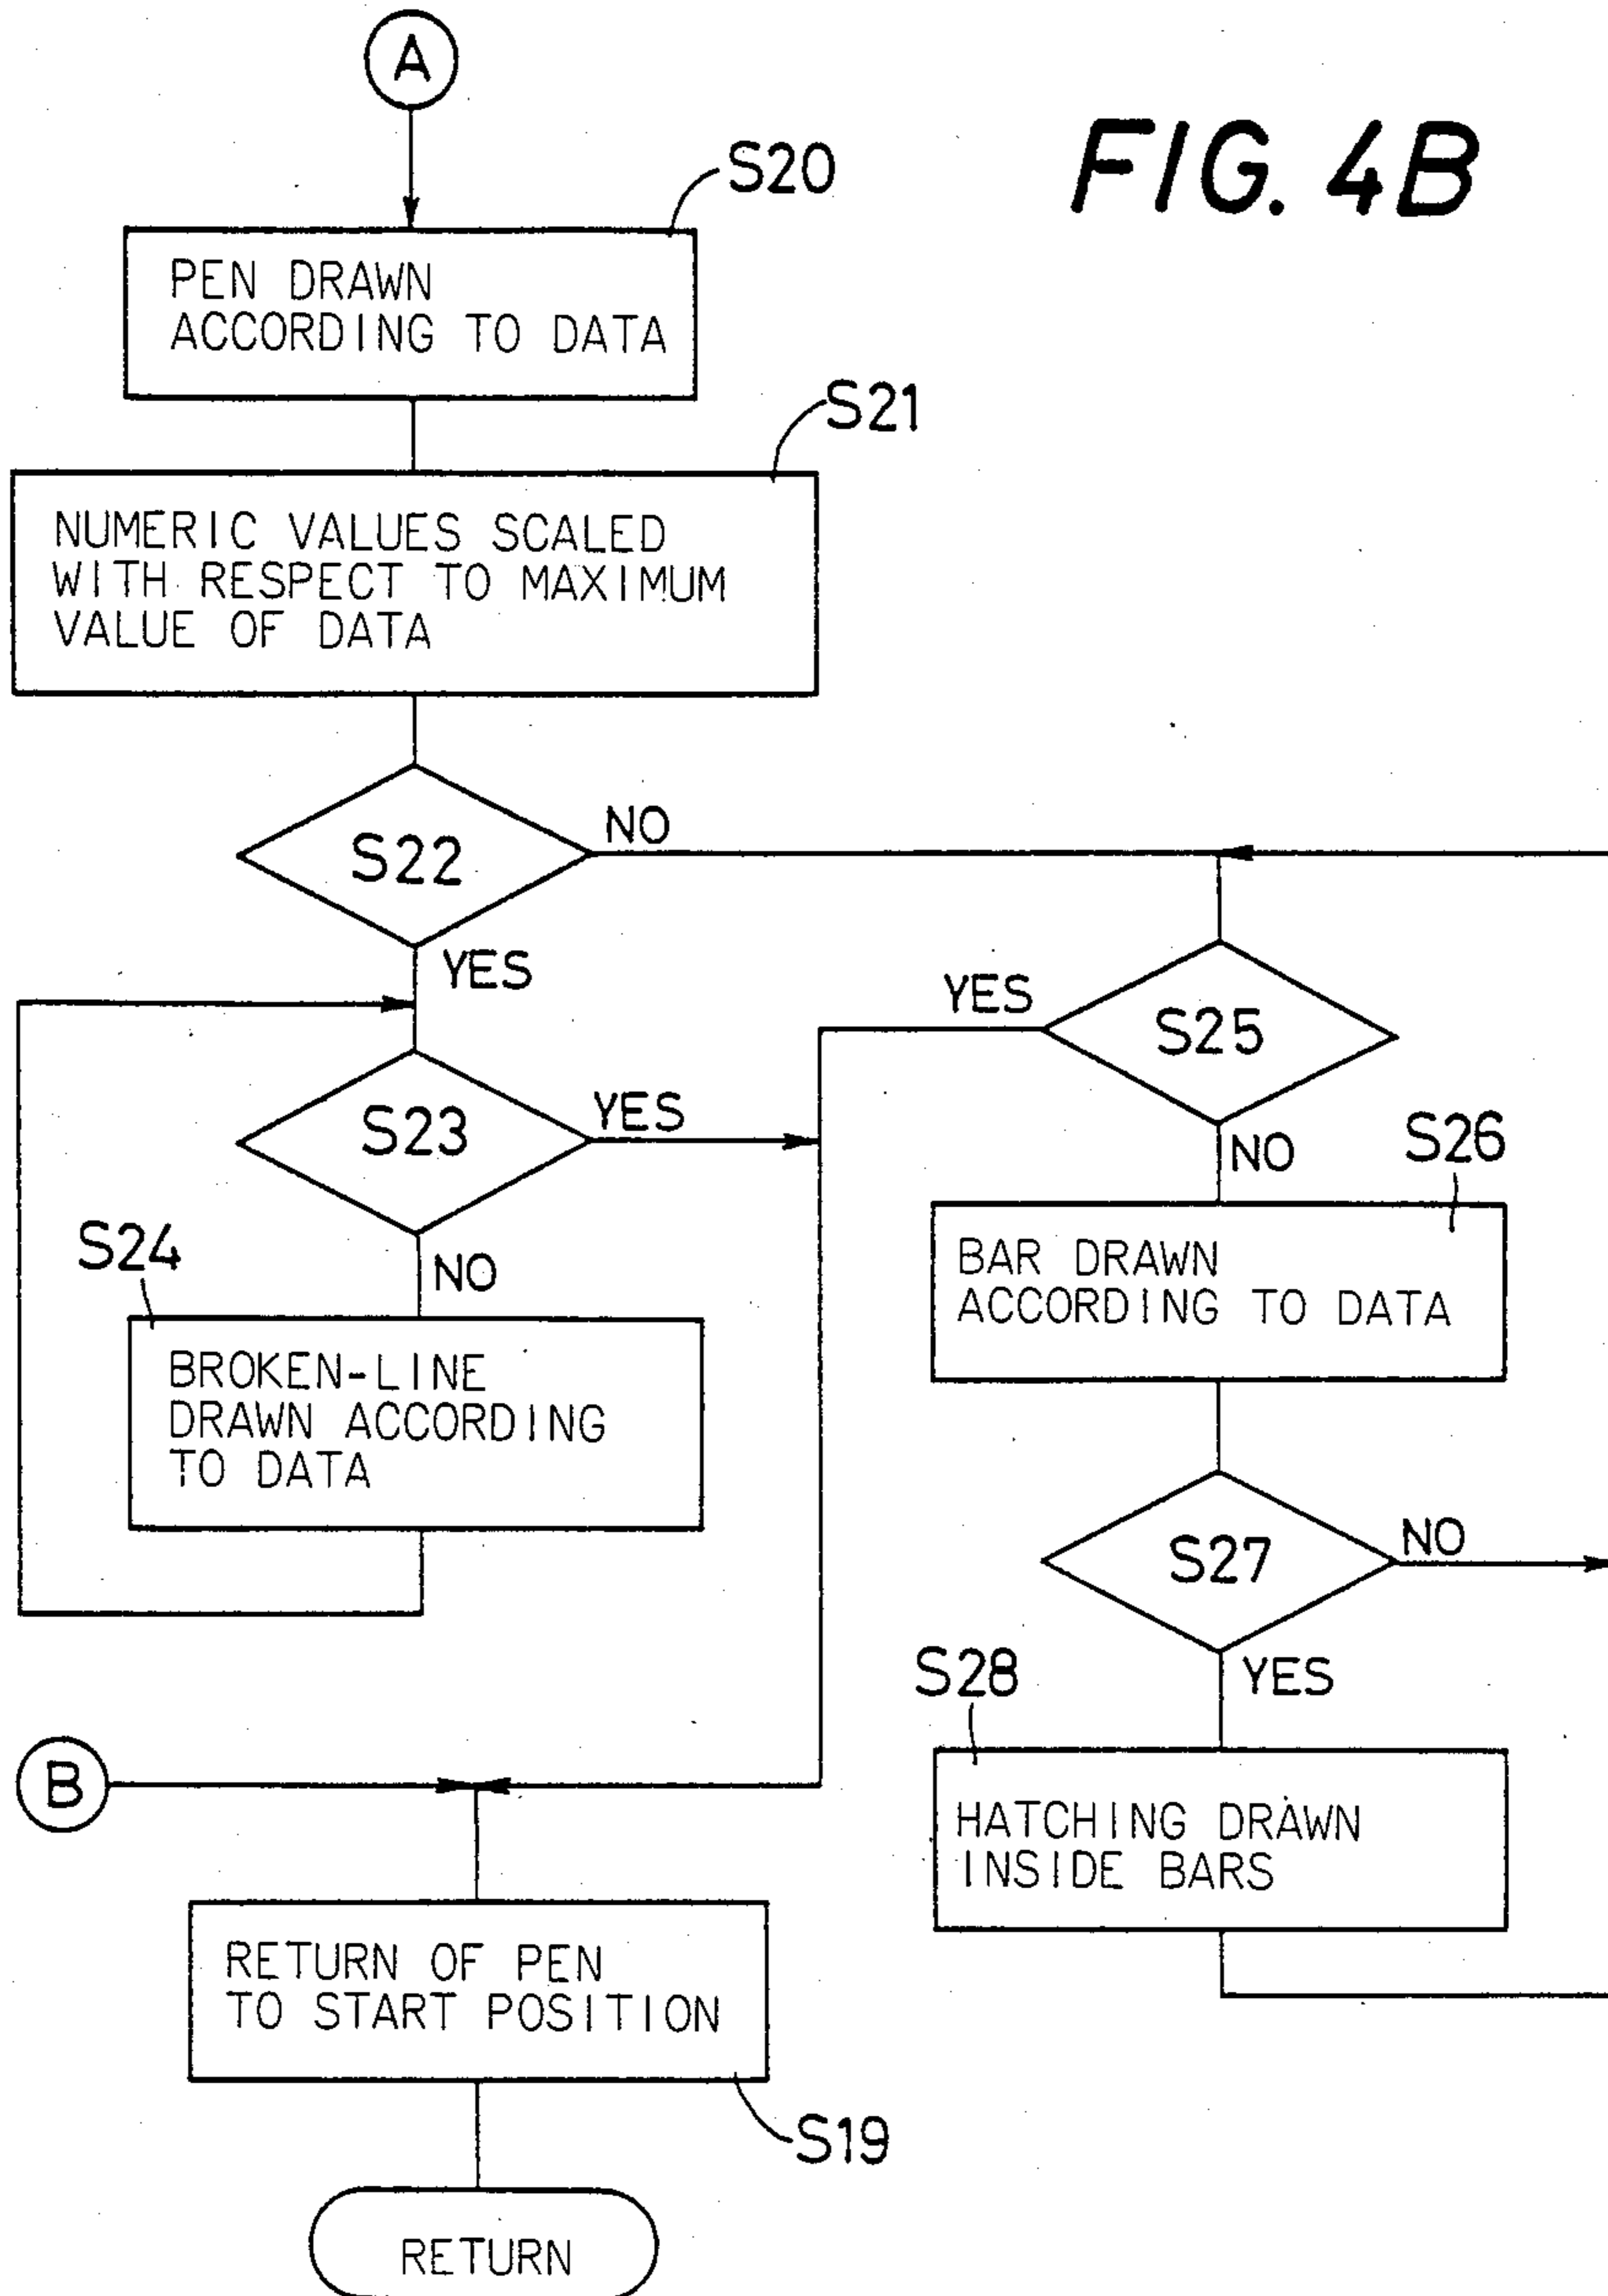 A
FIG. 4B
S20
PEN DRAWN
ACCORDING TO DATA
S21
NUMERIC VALUES SCALED
WITH RESPECT TO MAXIMUM
VALUE OF DATA
S22
NO
YES
S23
YES
NO
S24
BROKEN-LINE
DRAWN ACCORDING
TO DATA
S25
YES
NO
S26
BAR DRAWN
ACCORDING TO DATA
S27
NO
YES
S28
HATCHING DRAWN
INSIDE BARS
B
RETURN OF PEN
TO START POSITION
S19
RETURN